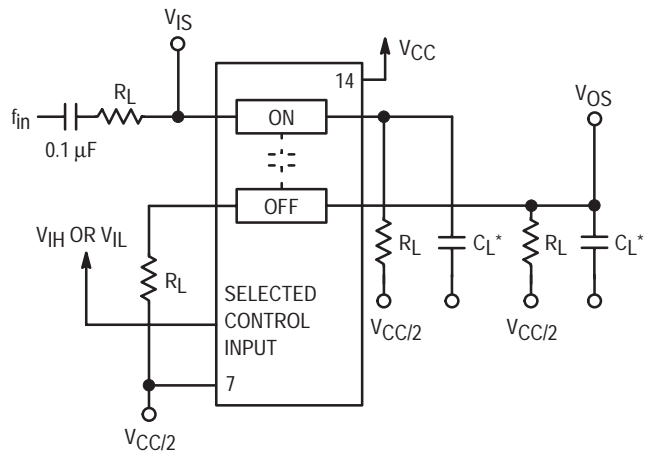 V_IS
14
V_CC
f_in
R_L
0.1 μF
ON
V_OS
OFF
V_IH OR V_IL
R_L
R_L
C_L*
R_L
C_L*
SELECTED
CONTROL
INPUT
V_CC/2
V_CC/2
7
V_CC/2